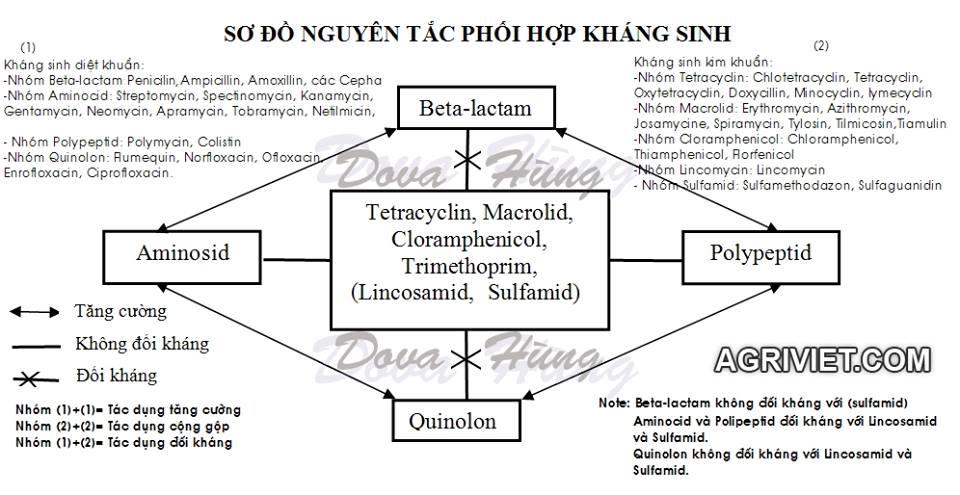 SƠ ĐỒ NGUYÊN TẮC PHỐI HỢP KHÁNG SINH
(1)
Kháng sinh diệt khuẩn:
-Nhóm Beta-lactam Penicilin,Ampicillin, Amoxillin, các Cepha
-Nhóm Aminocid: Streptomycin, Spectinomycin, Kanamycin,
Gentamycin, Neomycin, Apramycin, Tobramycin, Netilmicin,
- Nhóm Polypeptid: Polymycin, Colistin
-Nhóm Quinolon: Flumequin, Norfloxacin, Ofloxacin,
Enrofloxacin, Ciprofloxacin.
(2)
Kháng sinh kìm khuẩn:
-Nhóm Tetracyclin: Chlotetracyclin, Tetracyclin,
Oxytetracyclin, Doxycillin, Minocyclin, lymecyclin
-Nhóm Macrolid: Erythromycin, Azithromycin,
Josamycine, Spiramycin, Tylosin, Tilmicosin,Tiamulin
-Nhóm Cloramphenicol: Chloramphenicol,
Thiamphenicol, Florfenicol
-Nhóm Lincomycin: Lincomycin
- Nhóm Sulfamid: Sulfamethodazon, Sulfaguanidin
Beta-lactam
Dova Hùng
Tetracyclin, Macrolid,
Cloramphenicol,
Trimethoprim,
(Lincosamid, Sulfamid)
Aminosid
Polypeptid
Dova Hùng
Quinolon
Tăng cường
Không đối kháng
Đối kháng
Nhóm (1)+(1)= Tác dụng tăng cường
Nhóm (2)+(2)= Tác dụng cộng gộp
Nhóm (1)+(2)= Tác dụng đối kháng
AGRIVIET.COM
Note: Beta-lactam không đối kháng với (sulfamid)
Aminocid và Polipeptid đối kháng với Lincosamid
và Sulfamid.
Quinolon không đối kháng với Lincosamid và
Sulfamid.